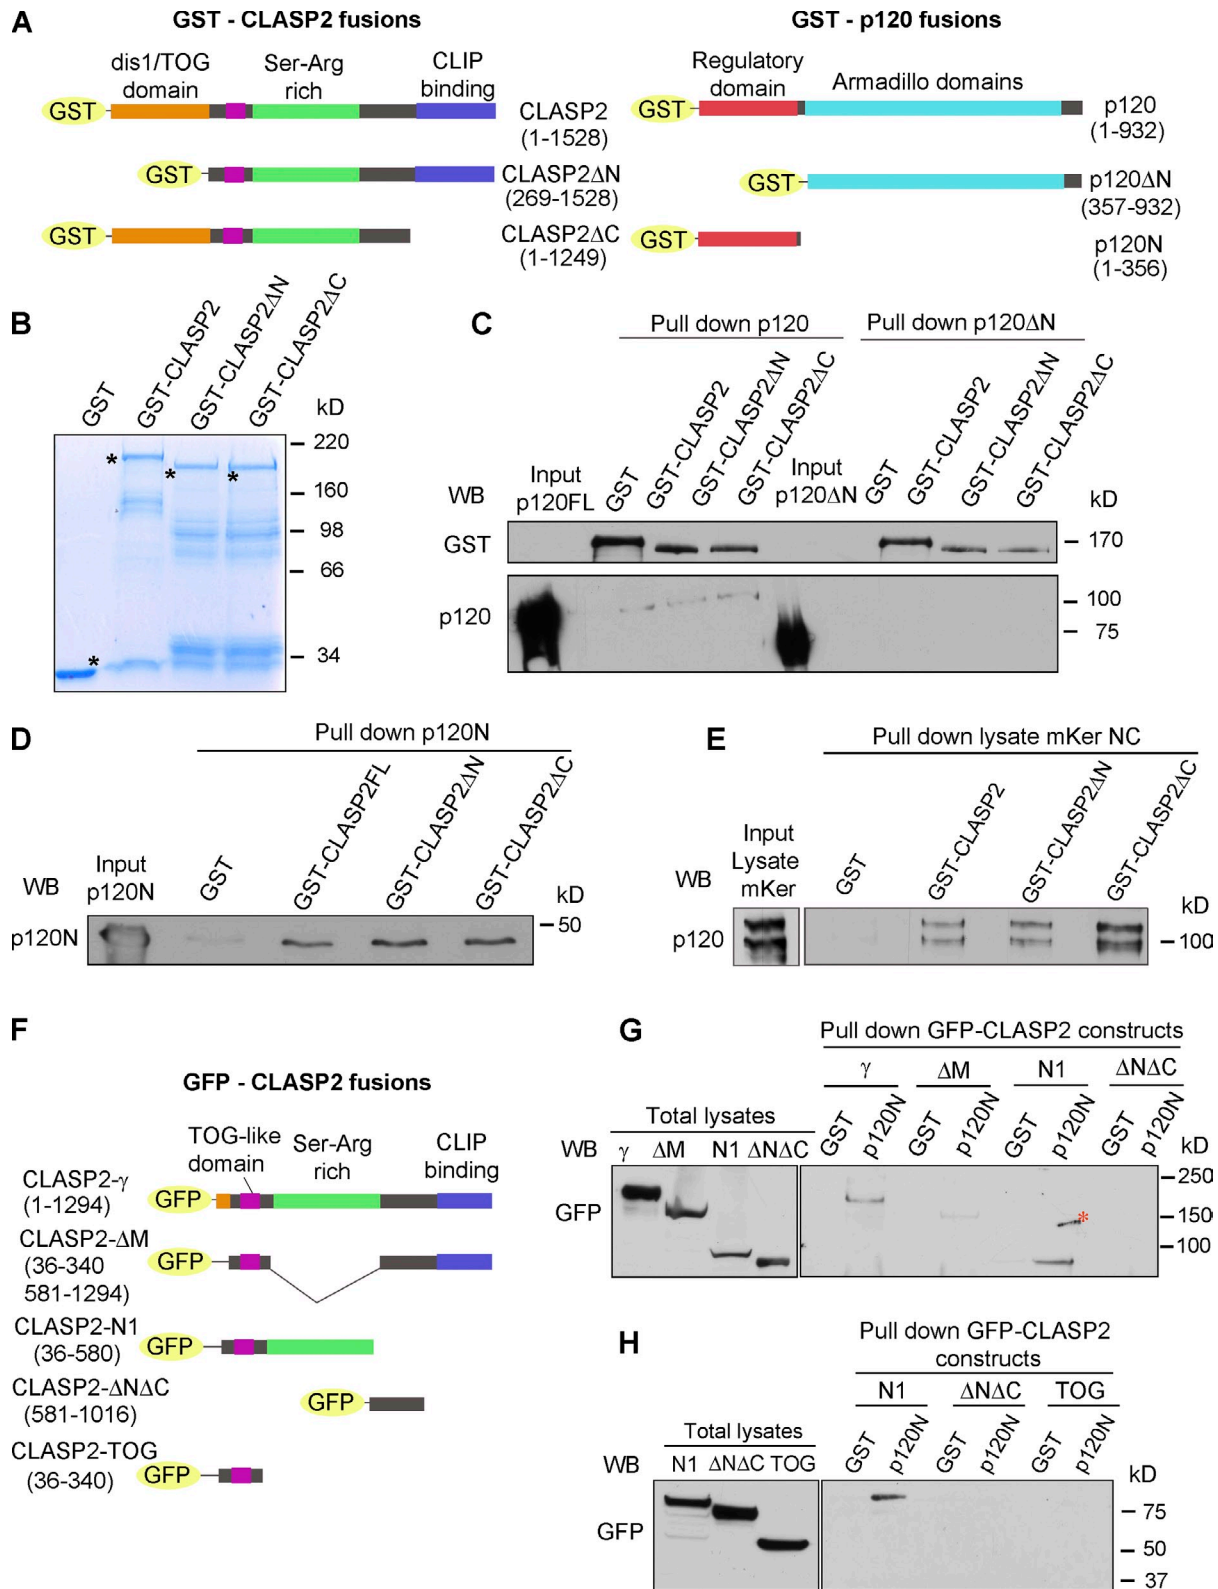 A
GST - CLASP2 fusions
dis1/TOG domain
Ser-Arg rich
CLIP binding
GST
CLASP2
(1-1528)
GST
CLASP2ΔN
(269-1528)
GST
CLASP2ΔC
(1-1249)
GST - p120 fusions
Regulatory domain
Armadillo domains
GST
p120
(1-932)
GST
p120ΔN
(357-932)
GST
p120N
(1-356)
B
GST
GST-CLASP2
GST-CLASP2ΔN
GST-CLASP2ΔC
kD
220
160
98
66
34
*
*
*
*
C
Pull down p120
Pull down p120ΔN
WB
Input p120FL
GST
GST-CLASP2
GST-CLASP2ΔN
GST-CLASP2ΔC
Input p120ΔN
GST
GST-CLASP2
GST-CLASP2ΔN
GST-CLASP2ΔC
kD
GST
170
p120
100
75
D
Pull down p120N
WB
Input p120N
GST
GST-CLASP2FL
GST-CLASP2ΔN
GST-CLASP2ΔC
kD
p120N
50
E
Pull down lysate mKer NC
WB
Input Lysate mKer
GST
GST-CLASP2
GST-CLASP2ΔN
GST-CLASP2ΔC
kD
p120
100
F
GFP - CLASP2 fusions
TOG-like domain
Ser-Arg rich
CLIP binding
CLASP2-γ
(1-1294)
GFP
CLASP2-ΔM
(36-340
581-1294)
GFP
CLASP2-N1
(36-580)
GFP
CLASP2-ΔNΔC
(581-1016)
GFP
CLASP2-TOG
(36-340)
GFP
G
Pull down GFP-CLASP2 constructs
γ
ΔM
N1
ΔNΔC
Total lysates
WB
γ
ΔM
N1
ΔNΔC
GST
p120N
GST
p120N
GST
p120N
GST
p120N
kD
GFP
250
150
100
*
H
Pull down GFP-CLASP2
constructs
N1
ΔNΔC
TOG
Total lysates
WB
N1
ΔNΔC
TOG
GST
p120N
GST
p120N
GST
p120N
kD
GFP
75
50
37